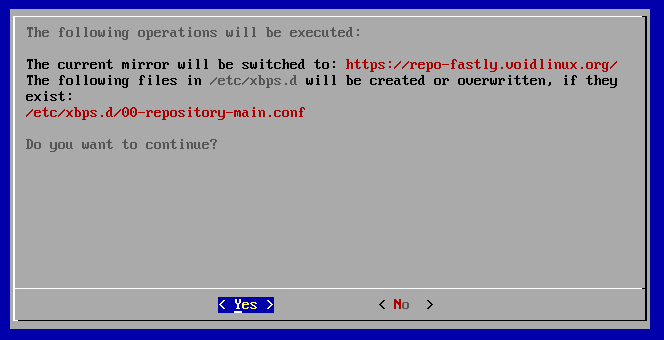 The following operations will be executed:
The current mirror will be switched to: https://repo-fastly.voidlinux.org/
The following files in /etc/xbps.d will be created or overwritten, if they
exist:
/etc/xbps.d/00-repository-main.conf
Do you want to continue?
< Yes > < No >